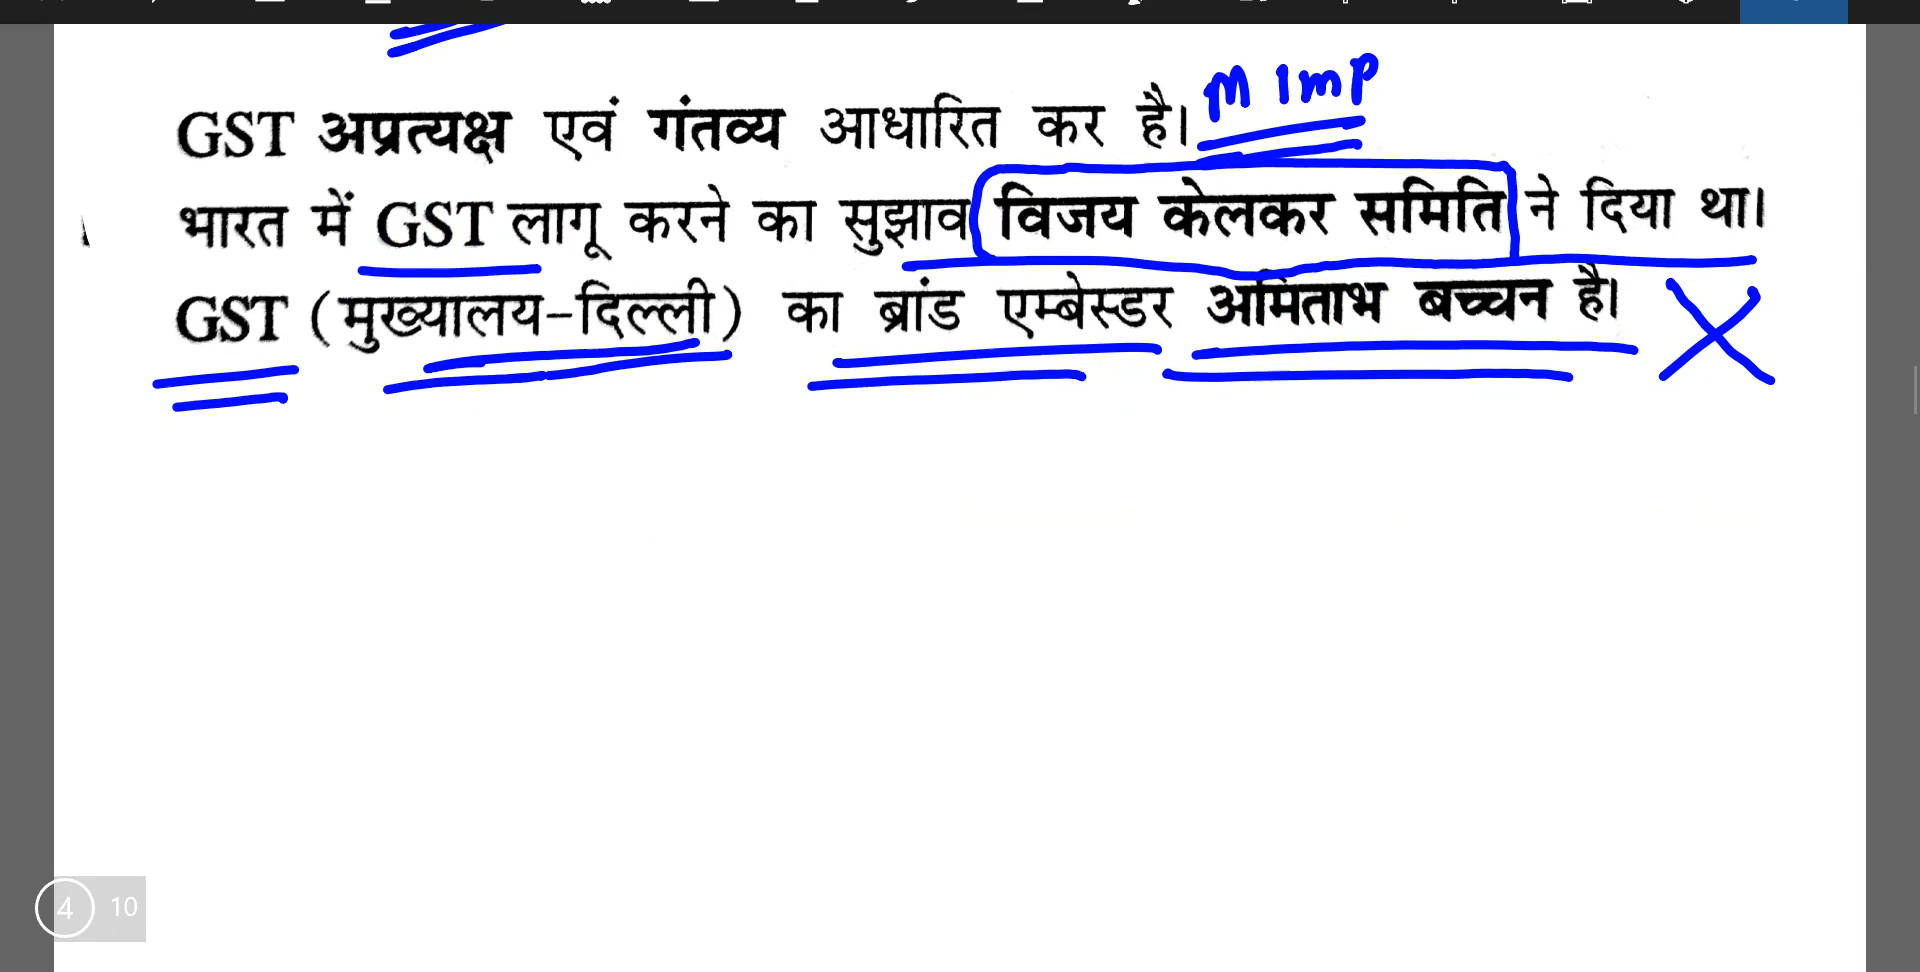 M Imp
GST अप्रत्यक्ष एवं गंतव्य आधारित कर है।
भारत में GST लागू करने का सुझाव विजय केलकर समिति ने दिया था।
GST (मुख्यालय-दिल्ली) का ब्रांड एम्बेस्डर अमिताभ बच्चन है।
4 10